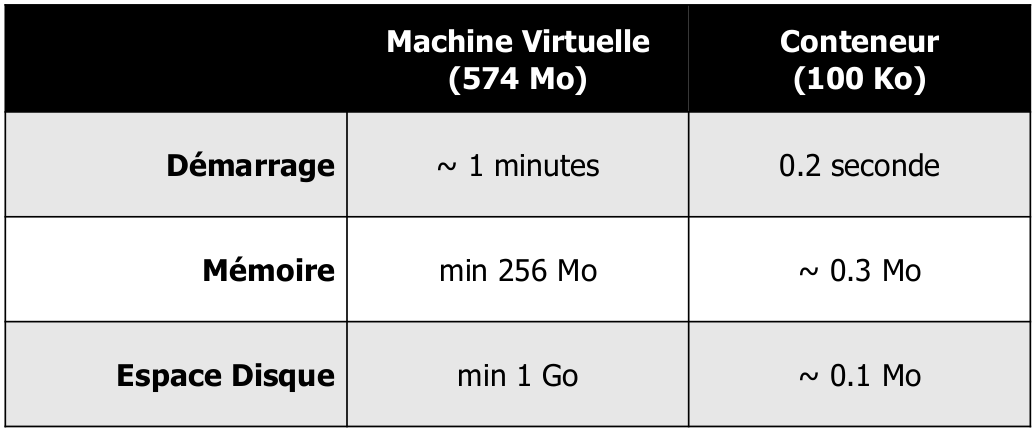 Machine Virtuelle
(574 Mo)
Conteneur
(100 Ko)
Démarrage
~ 1 minutes
0.2 seconde
Mémoire
min 256 Mo
~ 0.3 Mo
Espace Disque
min 1 Go
~ 0.1 Mo